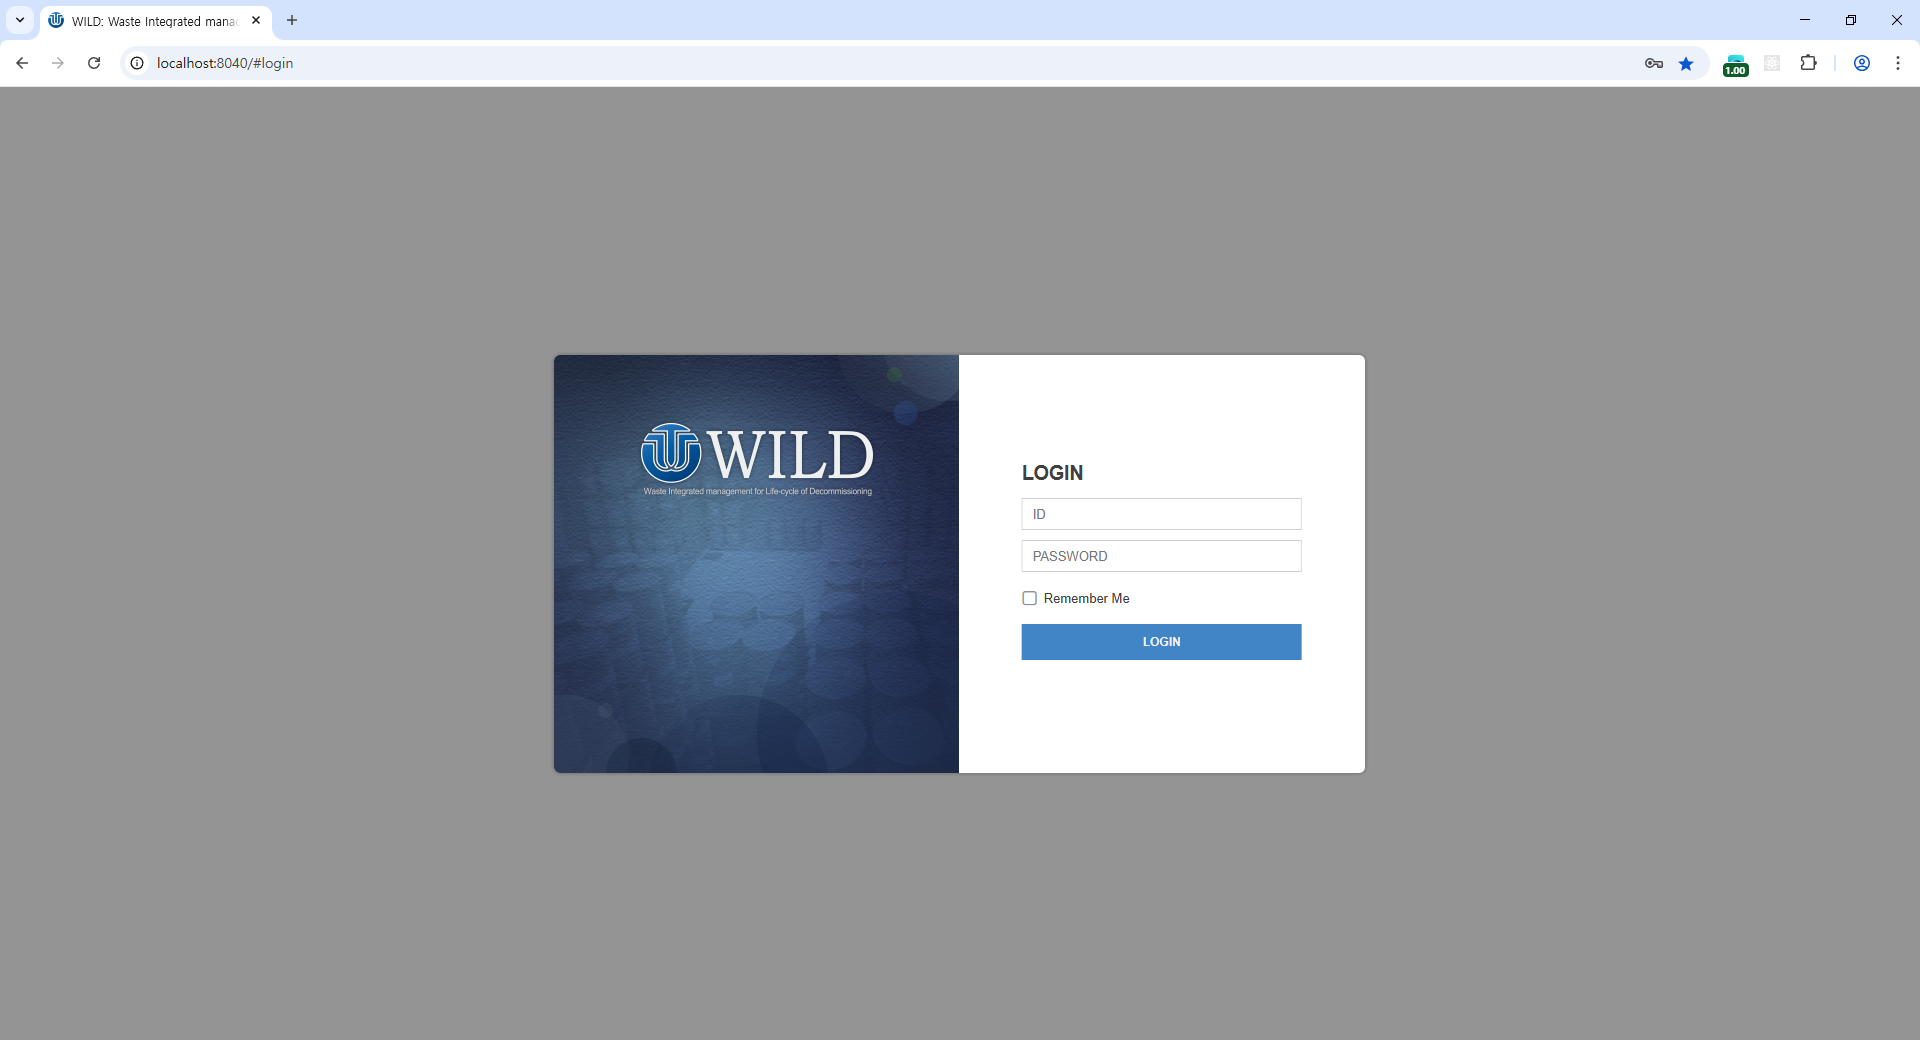 WILD: Waste Integrated mana
localhost:8040/#login
1.00
WILD
Waste Integrated management for Life-cycle of Decommissioning
LOGIN
ID
PASSWORD
Remember Me
LOGIN